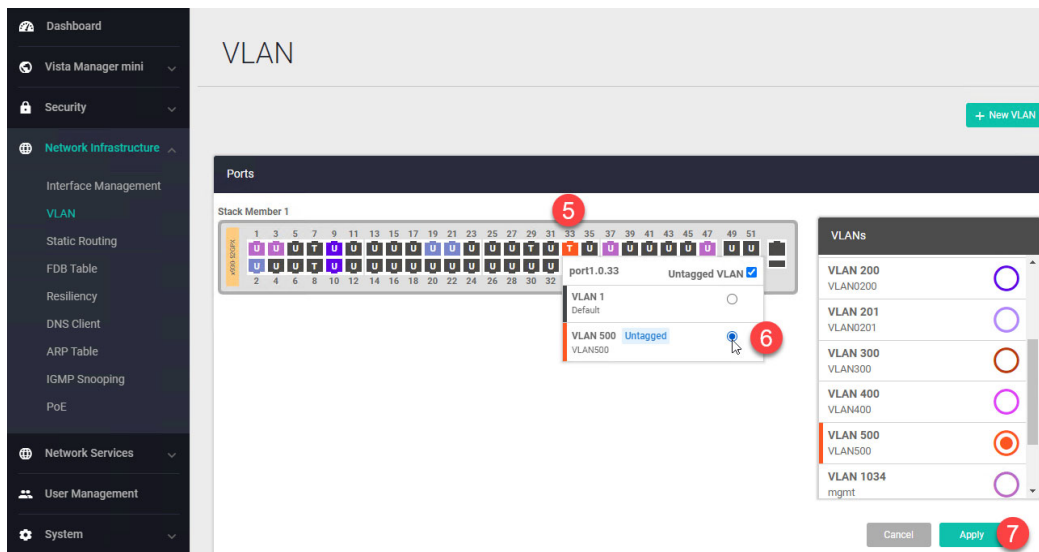 Dashboard
Vista Manager mini
Security
Network Infrastructure
Interface Management
VLAN
Static Routing
FDB Table
Resiliency
DNS Client
ARP Table
IGMP Snooping
PoE
Network Services
User Management
System
VLAN
+ New VLAN
Ports
Stack Member 1
5
1 3 5 7 9 11 13 15 17 19 21 23 25 27 29 31 33 35 37 39 41 43 45 47 49 51
U U U T U U U U U U U U U U T U T U U U U U U U U U
U U U T U U U U U U U U U U U U
2 4 6 8 10 12 14 16 18 20 22 24 26 28 30 32
port1.0.33 Untagged VLAN
VLAN 1
Default
VLAN 500 Untagged
VLAN500
6
VLANs
VLAN 200
VLAN0200
VLAN 201
VLAN0201
VLAN 300
VLAN300
VLAN 400
VLAN400
VLAN 500
VLAN500
VLAN 1034
mgmt
Cancel Apply 7